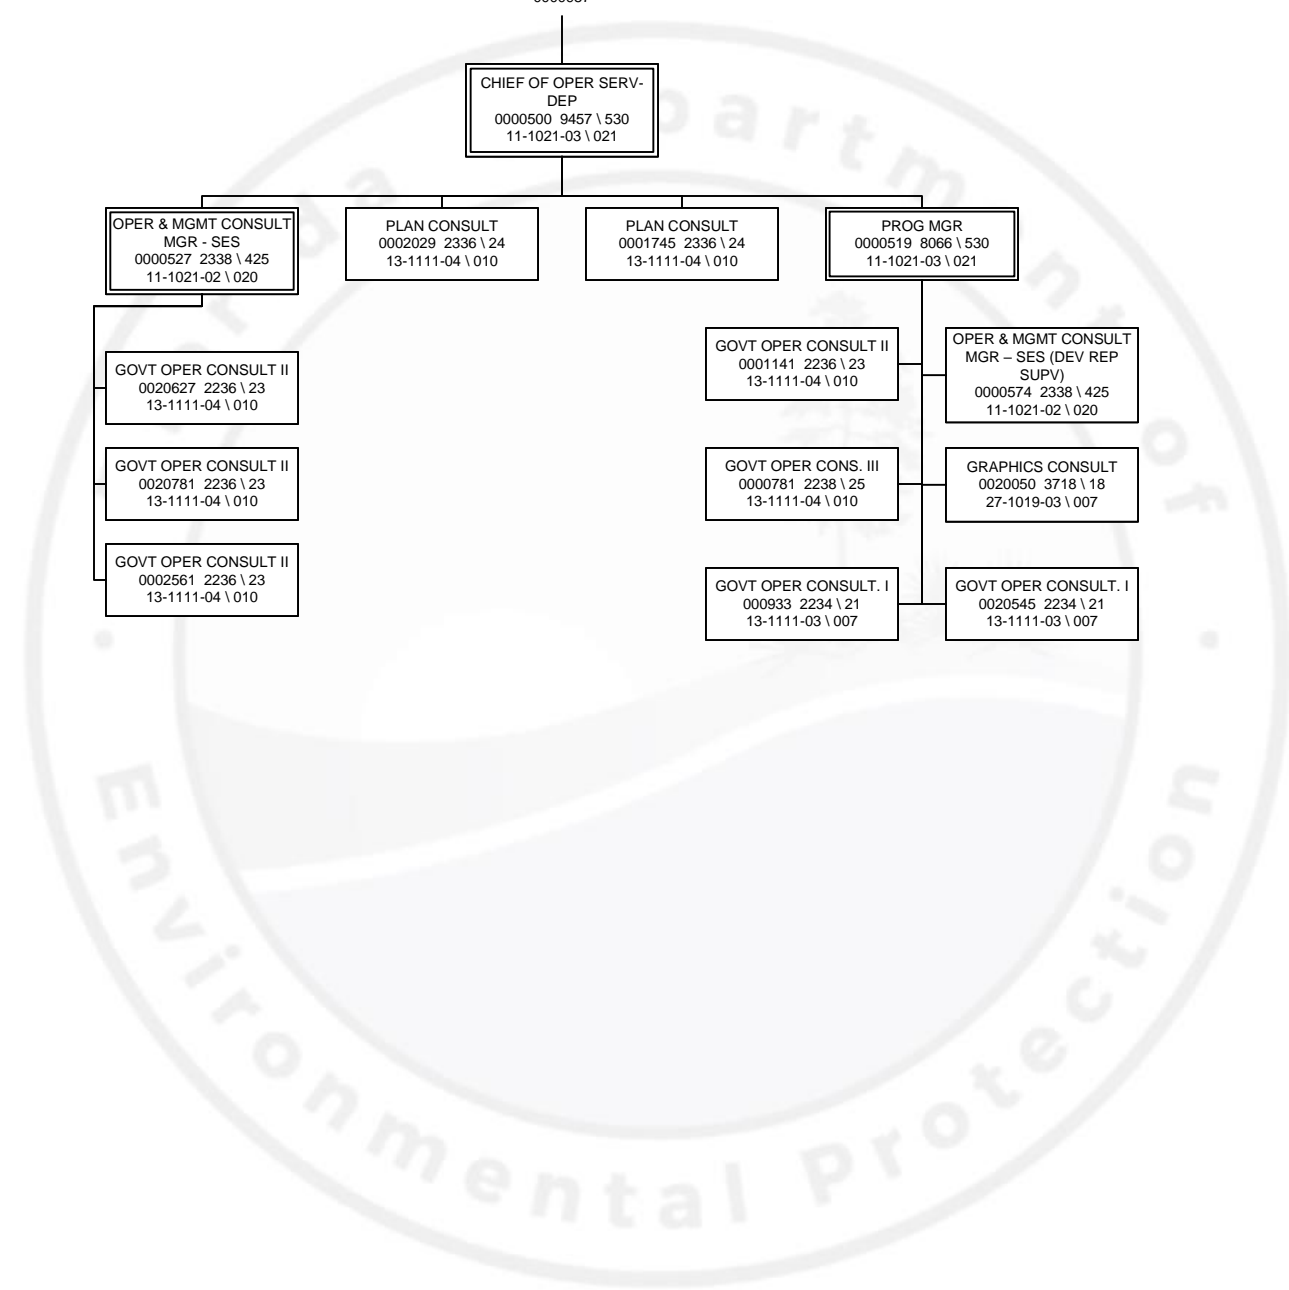 CHIEF OF OPER SERV-
DEP
0000500 9457 \ 530
11-1021-03 \ 021
OPER & MGMT CONSULT
MGR - SES
0000527 2338 \ 425
11-1021-02 \ 020
PLAN CONSULT
0002029 2336 \ 24
13-1111-04 \ 010
PLAN CONSULT
0001745 2336 \ 24
13-1111-04 \ 010
PROG MGR
0000519 8066 \ 530
11-1021-03 \ 021
GOVT OPER CONSULT II
0020627 2236 \ 23
13-1111-04 \ 010
GOVT OPER CONSULT II
0020781 2236 \ 23
13-1111-04 \ 010
GOVT OPER CONSULT II
0002561 2236 \ 23
13-1111-04 \ 010
GOVT OPER CONSULT II
0001141 2236 \ 23
13-1111-04 \ 010
OPER & MGMT CONSULT
MGR – SES (DEV REP
SUPV)
0000574 2338 \ 425
11-1021-02 \ 020
GOVT OPER CONS. III
0000781 2238 \ 25
13-1111-04 \ 010
GRAPHICS CONSULT
0020050 3718 \ 18
27-1019-03 \ 007
GOVT OPER CONSULT. I
000933 2234 \ 21
13-1111-03 \ 007
GOVT OPER CONSULT. I
0020545 2234 \ 21
13-1111-03 \ 007
Department of
Environmental Protection